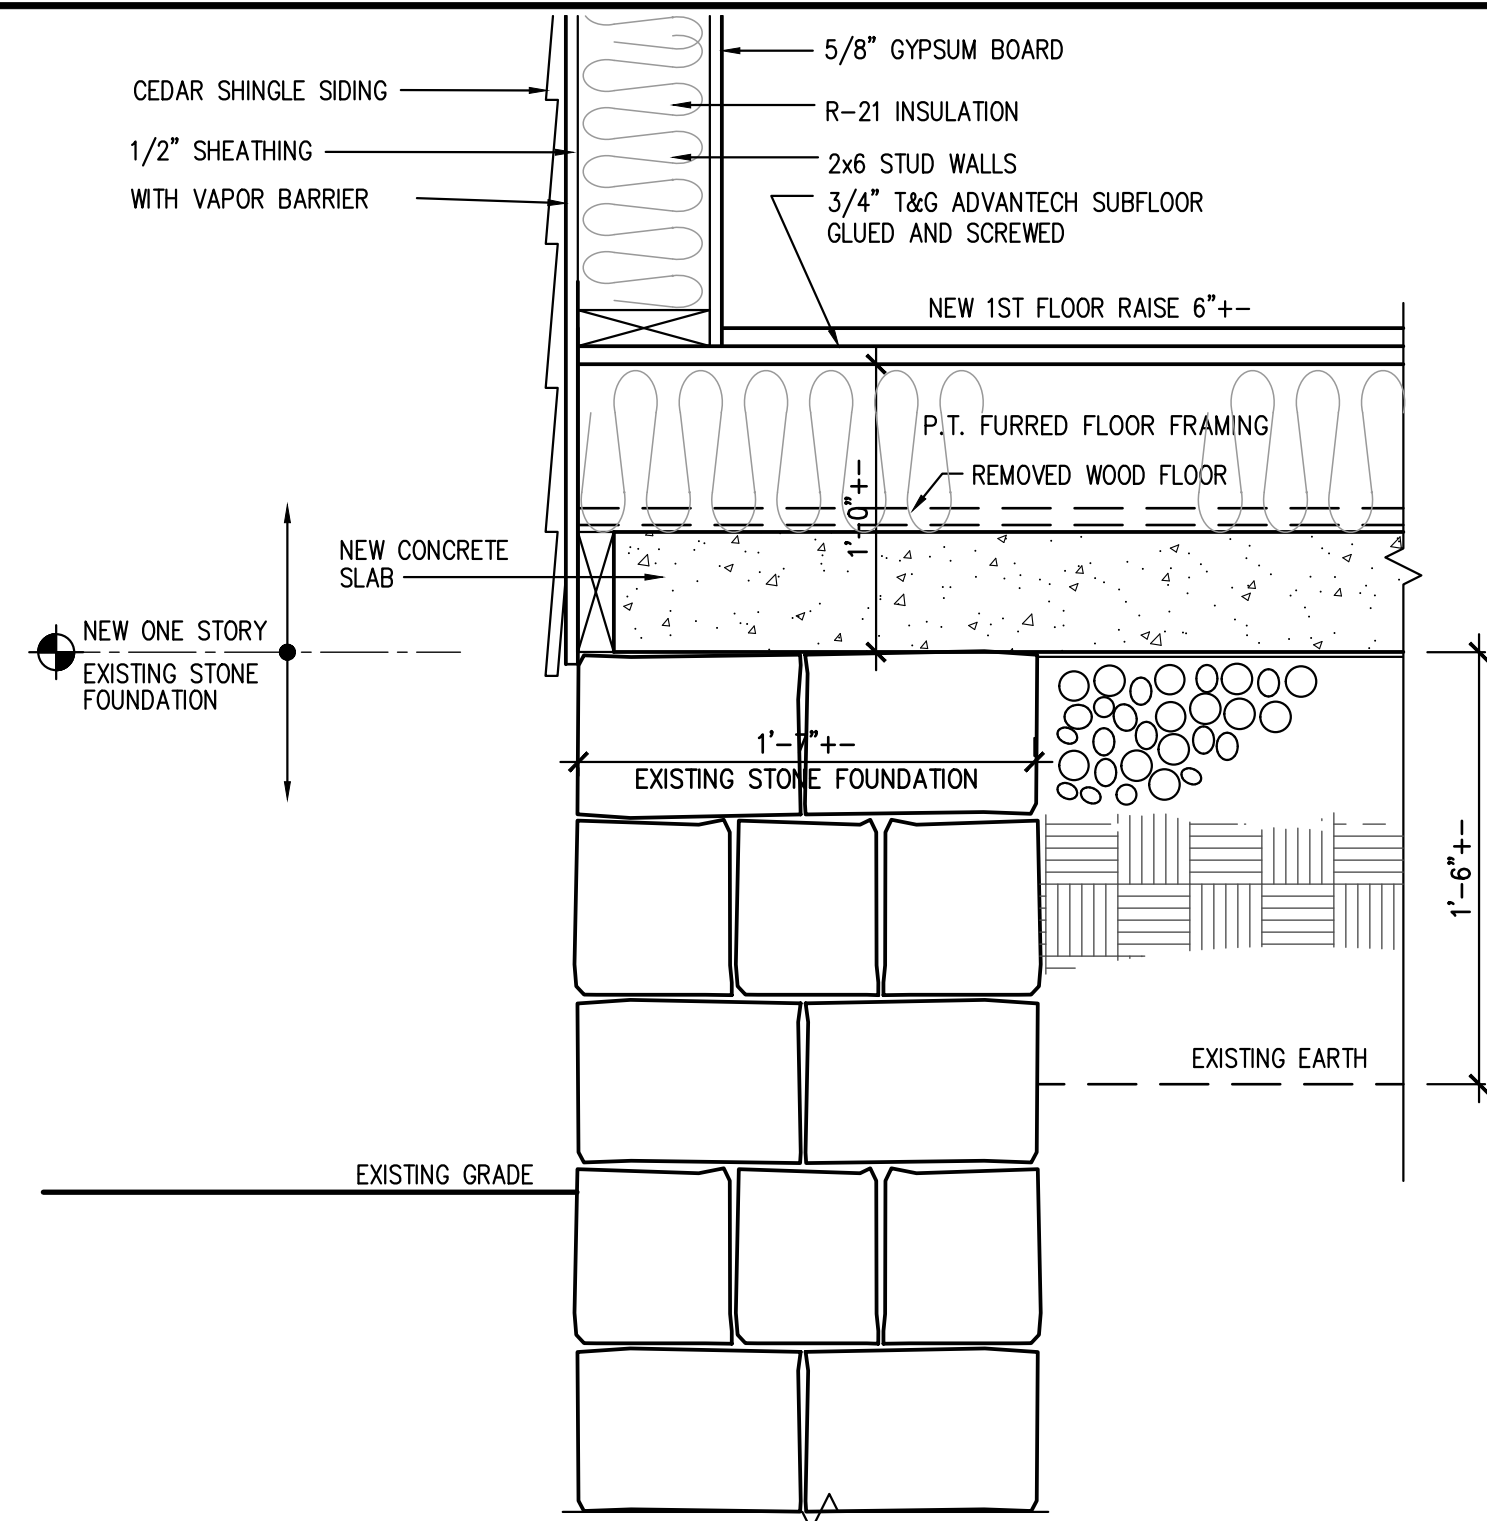 5/8" GYPSUM BOARD
CEDAR SHINGLE SIDING
R-21 INSULATION
1/2" SHEATHING
2x6 STUD WALLS
WITH VAPOR BARRIER
3/4" T&G ADVANTECH SUBFLOOR
GLUED AND SCREWED
NEW 1ST FLOOR RAISE 6"+-
P.T. FURRED FLOOR FRAMING
REMOVED WOOD FLOOR
1'-0"+-
NEW CONCRETE
SLAB
NEW ONE STORY
EXISTING STONE
FOUNDATION
1'-7"+-
EXISTING STONE FOUNDATION
1'-6"+-
EXISTING EARTH
EXISTING GRADE